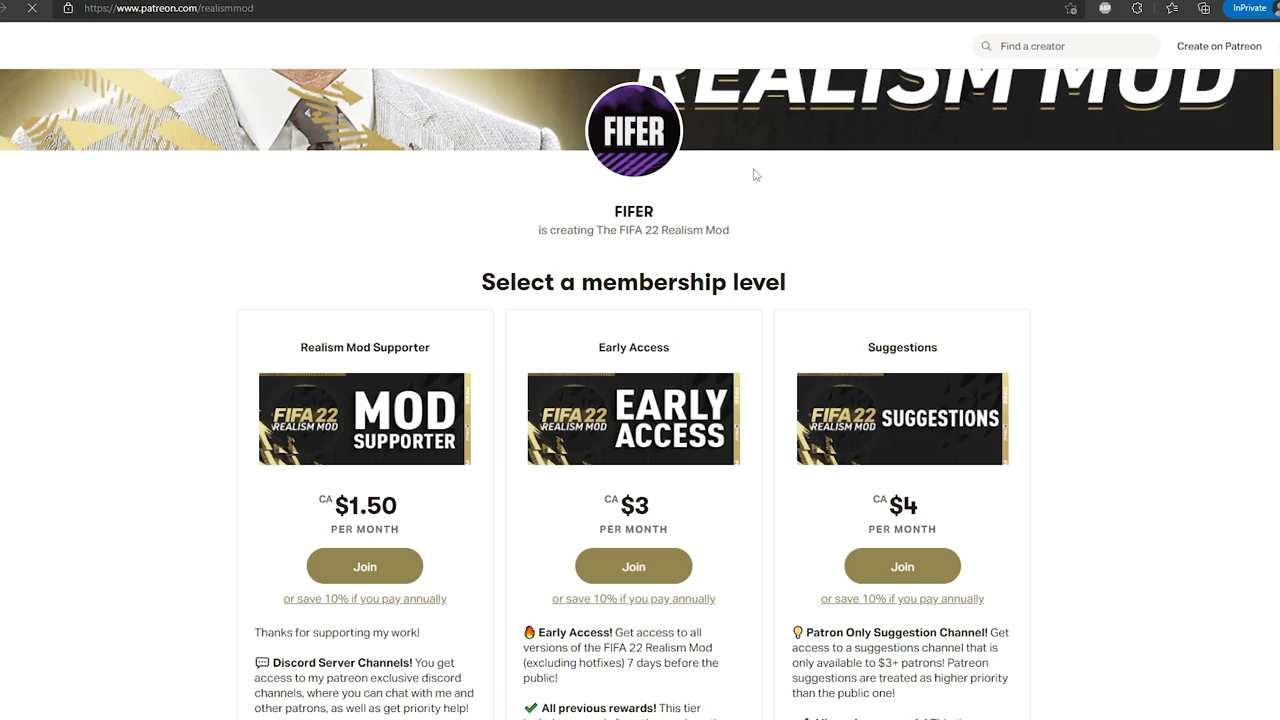 https://www.patreon.com/realismmod
ABP
InPrivate
Find a creator
Create on Patreon
REALISM MOD
FIFER
FIFER
is creating The FIFA 22 Realism Mod
Select a membership level
Realism Mod Supporter
FIFA 22
REALISM MOD
MOD
SUPPORTER
CA $1.50
PER MONTH
Join
or save 10% if you pay annually
Thanks for supporting my work!
💬 Discord Server Channels! You get
access to my patreon exclusive discord
channels, where you can chat with me and
other patrons, as well as get priority help!
Early Access
FIFA 22
REALISM MOD
EARLY
ACCESS
CA $3
PER MONTH
Join
or save 10% if you pay annually
🔥 Early Access! Get access to all
versions of the FIFA 22 Realism Mod
(excluding hotfixes) 7 days before the
public!
✔ All previous rewards! This tier
Suggestions
FIFA 22
REALISM MOD
SUGGESTIONS
CA $4
PER MONTH
Join
or save 10% if you pay annually
💡 Patron Only Suggestion Channel! Get
access to a suggestions channel that is
only available to $3+ patrons! Patreon
suggestions are treated as higher priority
than the public one!